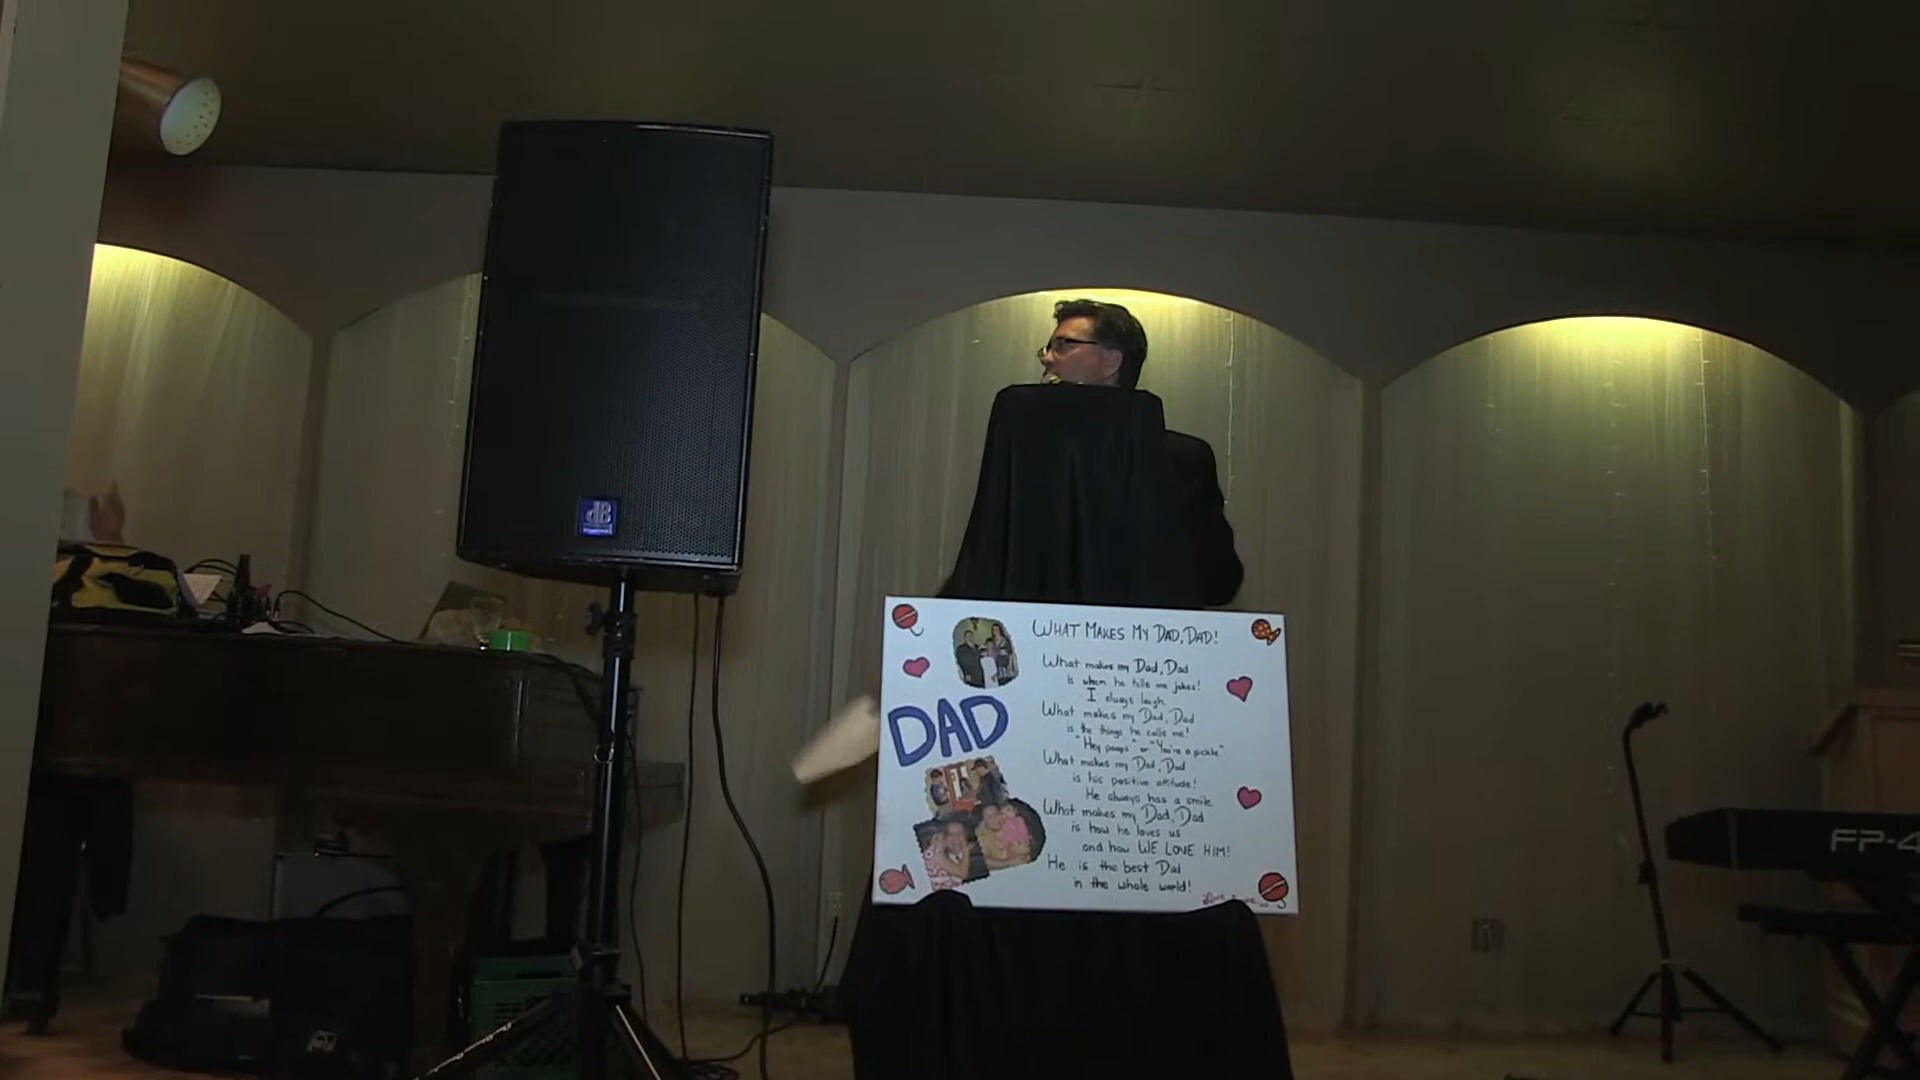 dB
WHAT MAKES MY DAD, DAD!
What makes my Dad, Dad
is when he tells me jokes!
I always laugh
What makes my Dad, Dad
is the things he calls me!
"Hey poops" or "You're a pickle"
What makes my Dad, Dad
is his positive attitude!
He always has a smile.
What makes my Dad, Dad
is how he loves us
and how WE LOVE HIM!
He is the best Dad
in the whole world!
Love
DAD
FP-4